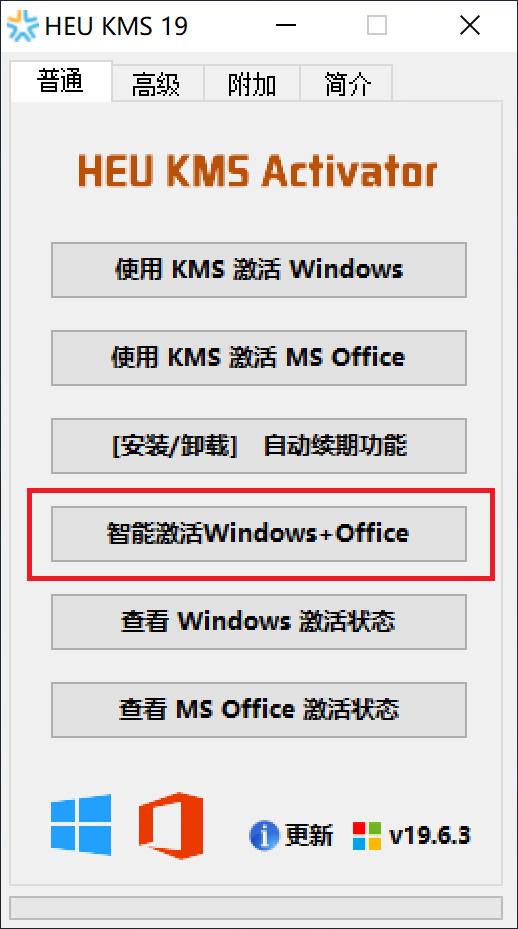 HEU KMS 19
普通 高级 附加 简介
HEU KMS Activator
使用 KMS 激活 Windows
使用 KMS 激活 MS Office
[安装/卸载] 自动续期功能
智能激活Windows+Office
查看 Windows 激活状态
查看 MS Office 激活状态
更新 v19.6.3